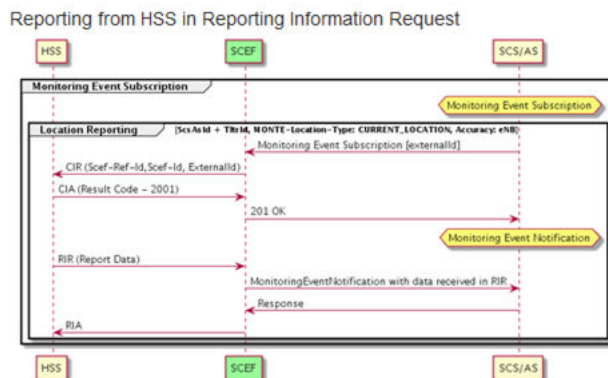 Reporting from HSS in Reporting Information Request
HSS SCEF SCS/AS
Monitoring Event Subscription
Monitoring Event Subscription
Location Reporting [ScsAsId + TltrId, MONTE-Location-Type: CURRENT_LOCATION, Accuracy: eNB]
Monitoring Event Subscription [externalId]
CIR (Scef-Ref-Id,Scef-Id, ExternalId)
CIA (Result Code - 2001)
201 OK
Monitoring Event Notification
RIR (Report Data)
MonitoringEventNotification with data received in RIR
Response
RIA
HSS SCEF SCS/AS